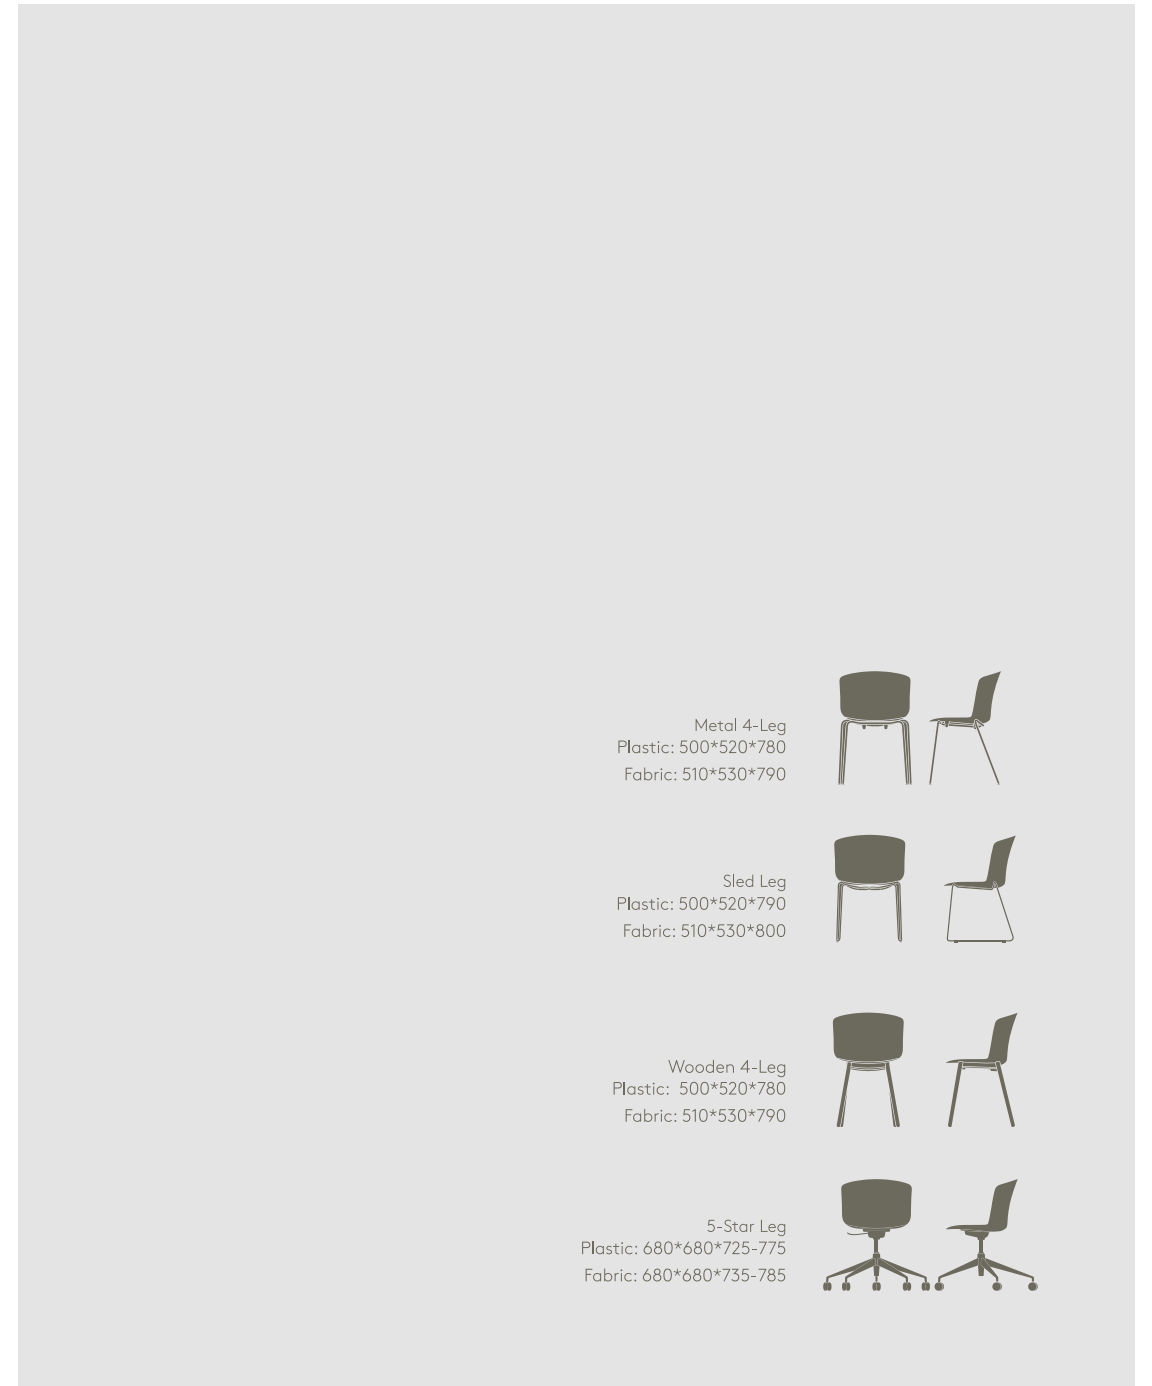 Metal 4-Leg
Plastic: 500*520*780
Fabric: 510*530*790
Sled Leg
Plastic: 500*520*790
Fabric: 510*530*800
Wooden 4-Leg
Plastic:  500*520*780
Fabric: 510*530*790
5-Star Leg
Plastic: 680*680*725-775
Fabric: 680*680*735-785